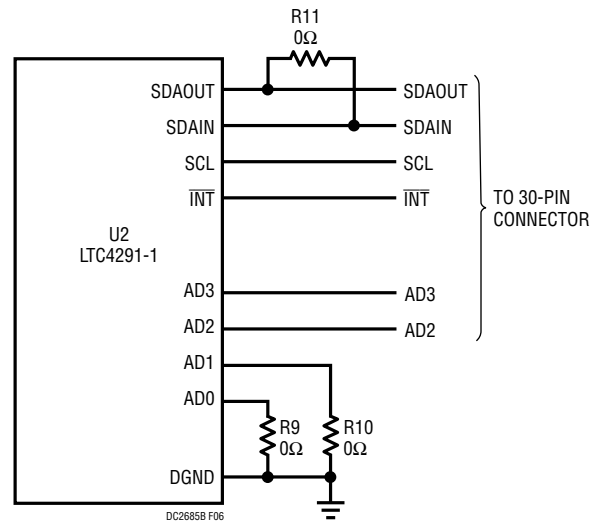 R11
0Ω
SDAOUT
SDAOUT
SDAIN
SDAIN
SCL
SCL
INT
INT
TO 30-PIN
CONNECTOR
U2
LTC4291-1
AD3
AD3
AD2
AD2
AD1
AD0
R9
0Ω
R10
0Ω
DGND
DC2685B F06